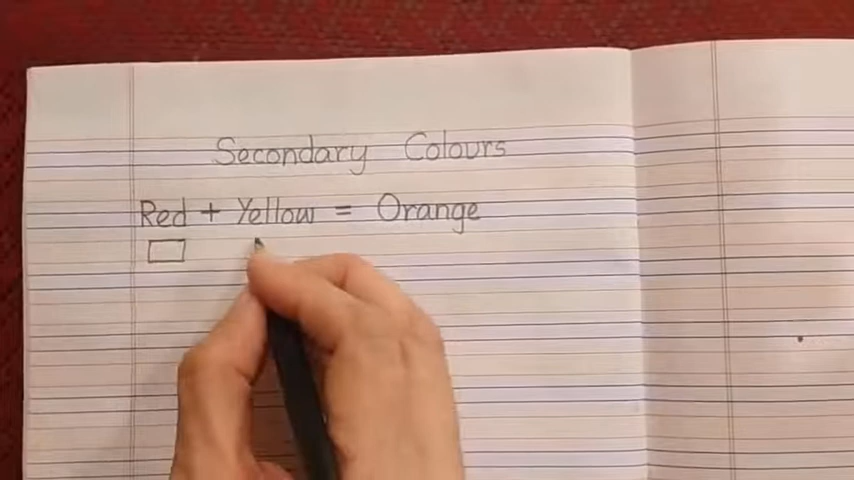 Secondary Colours
Red + Yellow = Orange